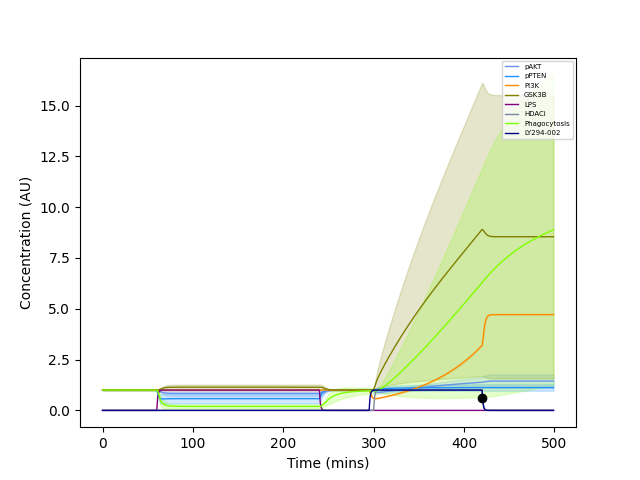 pAKT
pPTEN
PI3K
GSK3B
LPS
HDACi
Phagocytosis
LY294-002
15.0
12.5
10.0
7.5
5.0
2.5
0.0
Concentration (AU)
0 100 200 300 400 500
Time (mins)